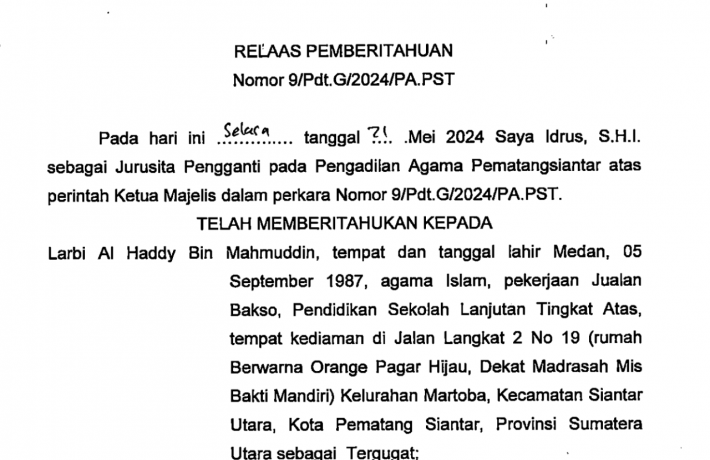 RELAAS PEMBERITAHUAN
Nomor 9/Pdt.G/2024/PA.PST
Pada hari ini Selasa tanggal 21 .Mei 2024 Saya Idrus, S.H.I.
sebagai Jurusita Pengganti pada Pengadilan Agama Pematangsiantar atas
perintah Ketua Majelis dalam perkara Nomor 9/Pdt.G/2024/PA.PST.
TELAH MEMBERITAHUKAN KEPADA
Larbi Al Haddy Bin Mahmuddin, tempat dan tanggal lahir Medan, 05
September 1987, agama Islam, pekerjaan Jualan
Bakso, Pendidikan Sekolah Lanjutan Tingkat Atas,
tempat kediaman di Jalan Langkat 2 No 19 (rumah
Berwarna Orange Pagar Hijau, Dekat Madrasah Mis
Bakti Mandiri) Kelurahan Martoba, Kecamatan Siantar
Utara, Kota Pematang Siantar, Provinsi Sumatera
Utara sebagai Tergugat;